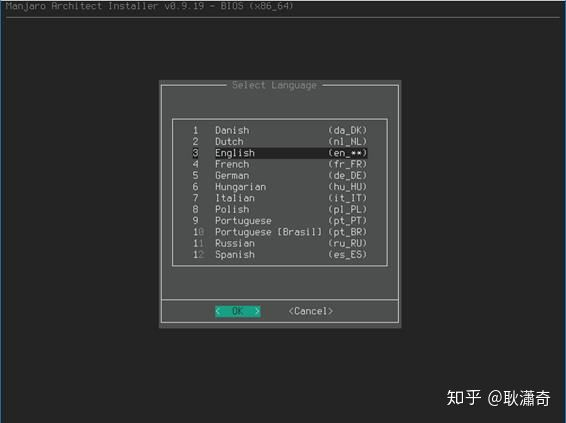 Manjaro Architect Installer v0.9.19 - BIOS (x86_64)
Select Language
1 Danish (da_DK)
2 Dutch (nl_NL)
3 English (en_**)
4 French (fr_FR)
5 German (de_DE)
6 Hungarian (hu_HU)
7 Italian (it_IT)
8 Polish (pl_PL)
9 Portuguese (pt_PT)
10 Portuguese [Brasil] (pt_BR)
11 Russian (ru_RU)
12 Spanish (es_ES)
< OK > <Cancel>
知乎 @耿瀟奇